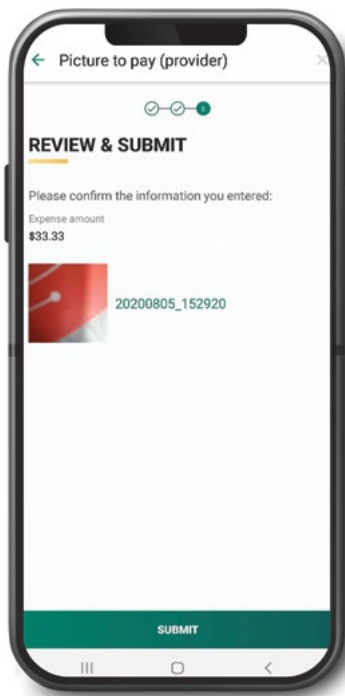 Picture to pay (provider)
REVIEW & SUBMIT
Please confirm the information you entered:
Expense amount
$33.33
20200805_152920
SUBMIT